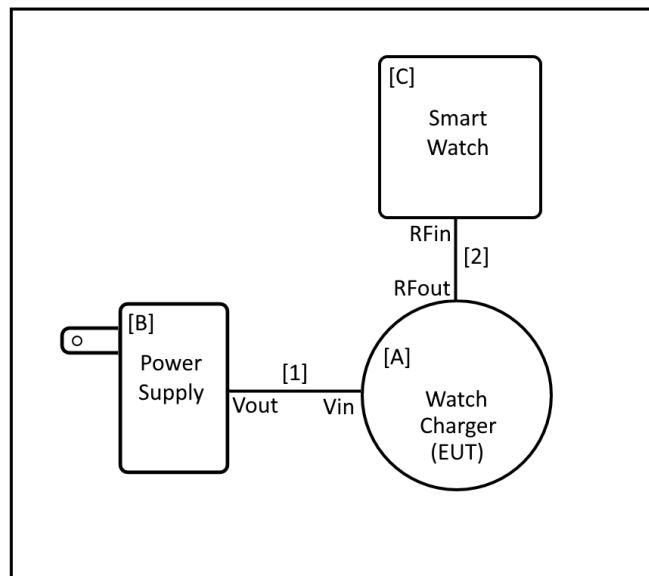 [C]
Smart
Watch
RFin
[2]
RFout
[B]
Power
Supply
[1]
Vout
Vin
[A]
Watch
Charger
(EUT)